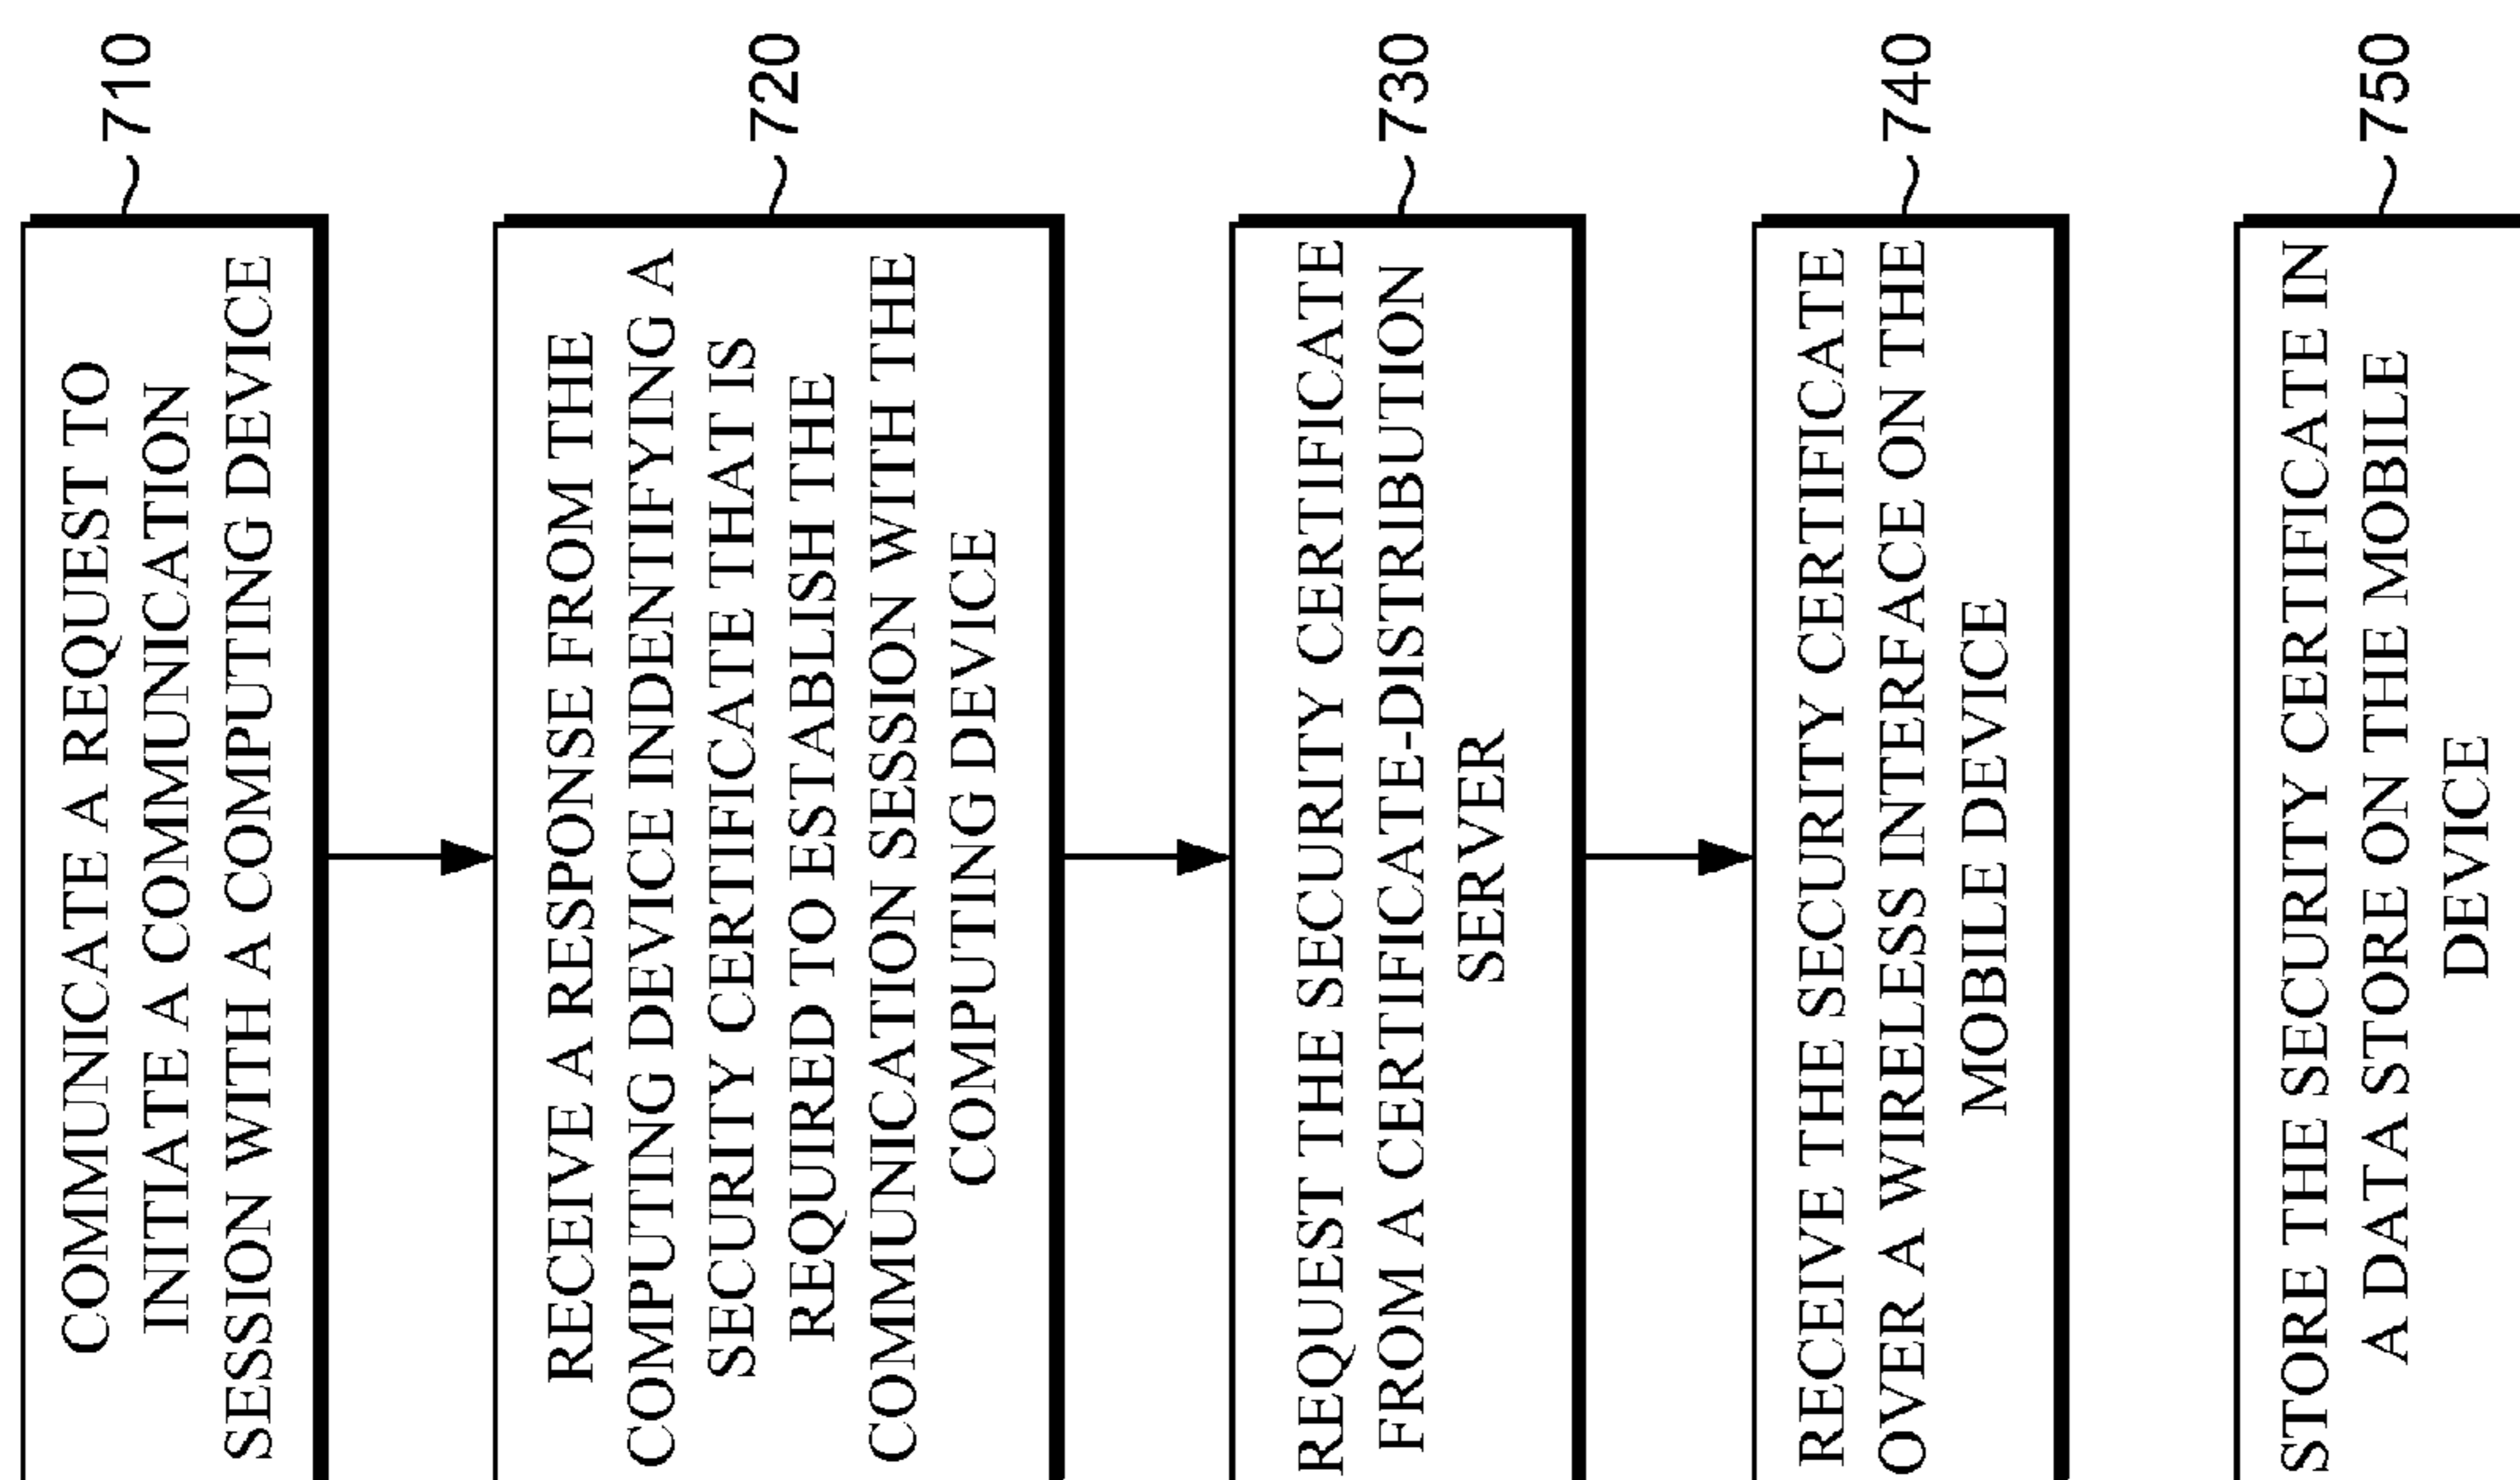 COMMUNICATE A REQUEST TO
INITIATE A COMMUNICATION
SESSION WITH A COMPUTING DEVICE
710
RECEIVE A RESPONSE FROM THE
COMPUTING DEVICE INDENTIFYING A
SECURITY CERTIFICATE THAT IS
REQUIRED TO ESTABLISH THE
COMMUNICATION SESSION WITH THE
COMPUTING DEVICE
720
REQUEST THE SECURITY CERTIFICATE
FROM A CERTIFICATE-DISTRIBUTION
SERVER
730
RECEIVE THE SECURITY CERTIFICATE
OVER A WIRELESS INTERFACE ON THE
MOBILE DEVICE
740
STORE THE SECURITY CERTIFICATE IN
A DATA STORE ON THE MOBILE
DEVICE
750